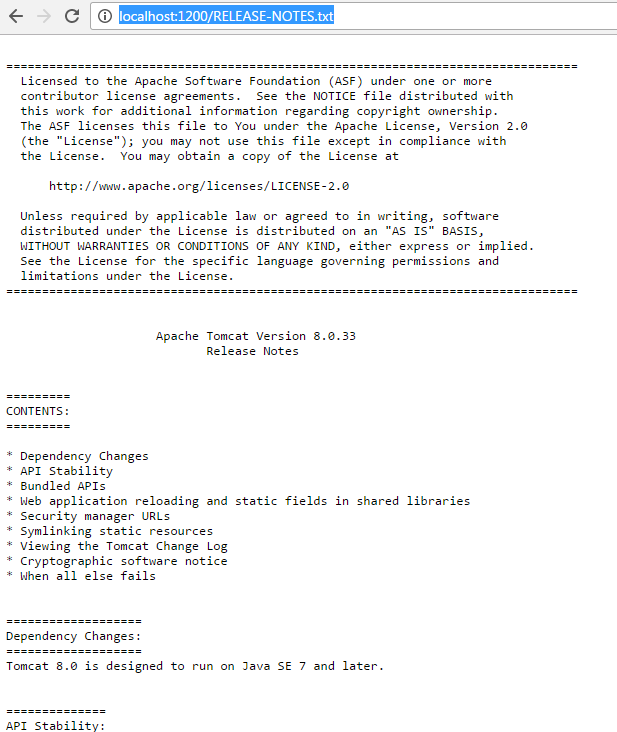 localhost:1200/RELEASE-NOTES.txt
================================================================================
Licensed to the Apache Software Foundation (ASF) under one or more
contributor license agreements.  See the NOTICE file distributed with
this work for additional information regarding copyright ownership.
The ASF licenses this file to You under the Apache License, Version 2.0
(the "License"); you may not use this file except in compliance with
the License.  You may obtain a copy of the License at
http://www.apache.org/licenses/LICENSE-2.0
Unless required by applicable law or agreed to in writing, software
distributed under the License is distributed on an "AS IS" BASIS,
WITHOUT WARRANTIES OR CONDITIONS OF ANY KIND, either express or implied.
See the License for the specific language governing permissions and
limitations under the License.
================================================================================
Apache Tomcat Version 8.0.33
Release Notes
=========
CONTENTS:
=========
* Dependency Changes
* API Stability
* Bundled APIs
* Web application reloading and static fields in shared libraries
* Security manager URLs
* Symlinking static resources
* Viewing the Tomcat Change Log
* Cryptographic software notice
* When all else fails
===================
Dependency Changes:
===================
Tomcat 8.0 is designed to run on Java SE 7 and later.
==============
API Stability: